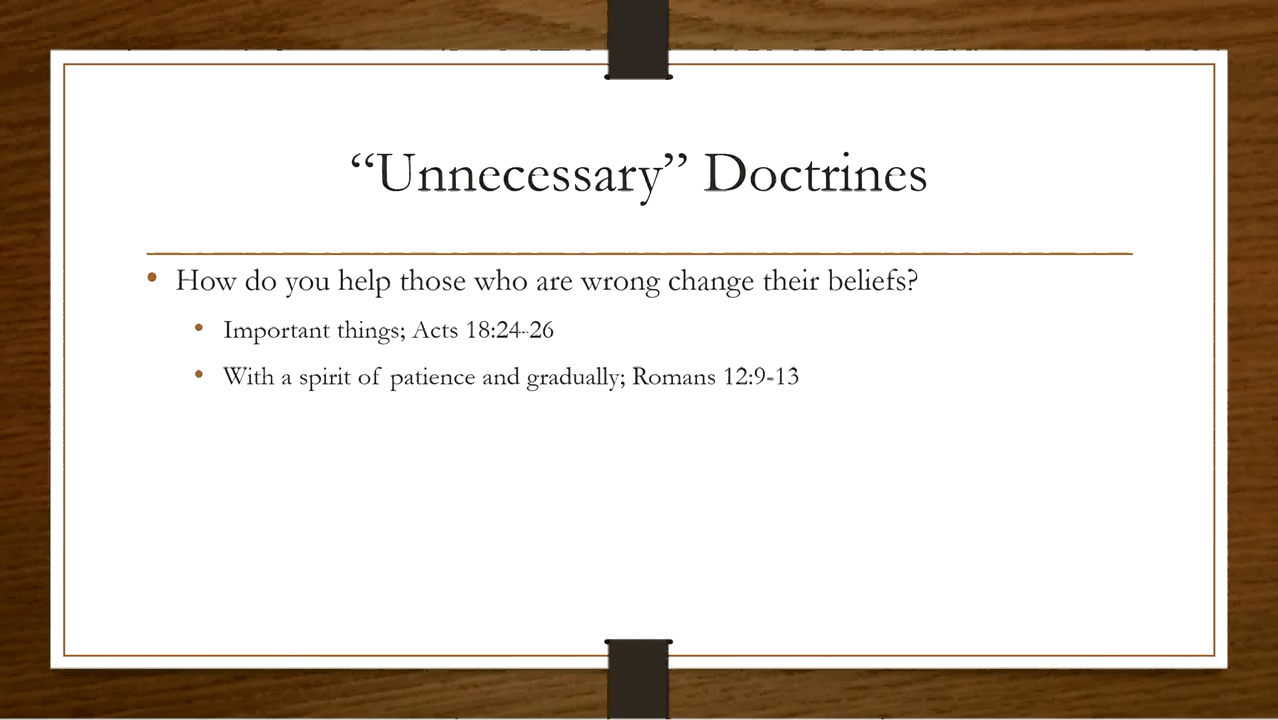 “Unnecessary” Doctrines
• How do you help those who are wrong change their beliefs?
• Important things; Acts 18:24-26
• With a spirit of patience and gradually; Romans 12:9-13